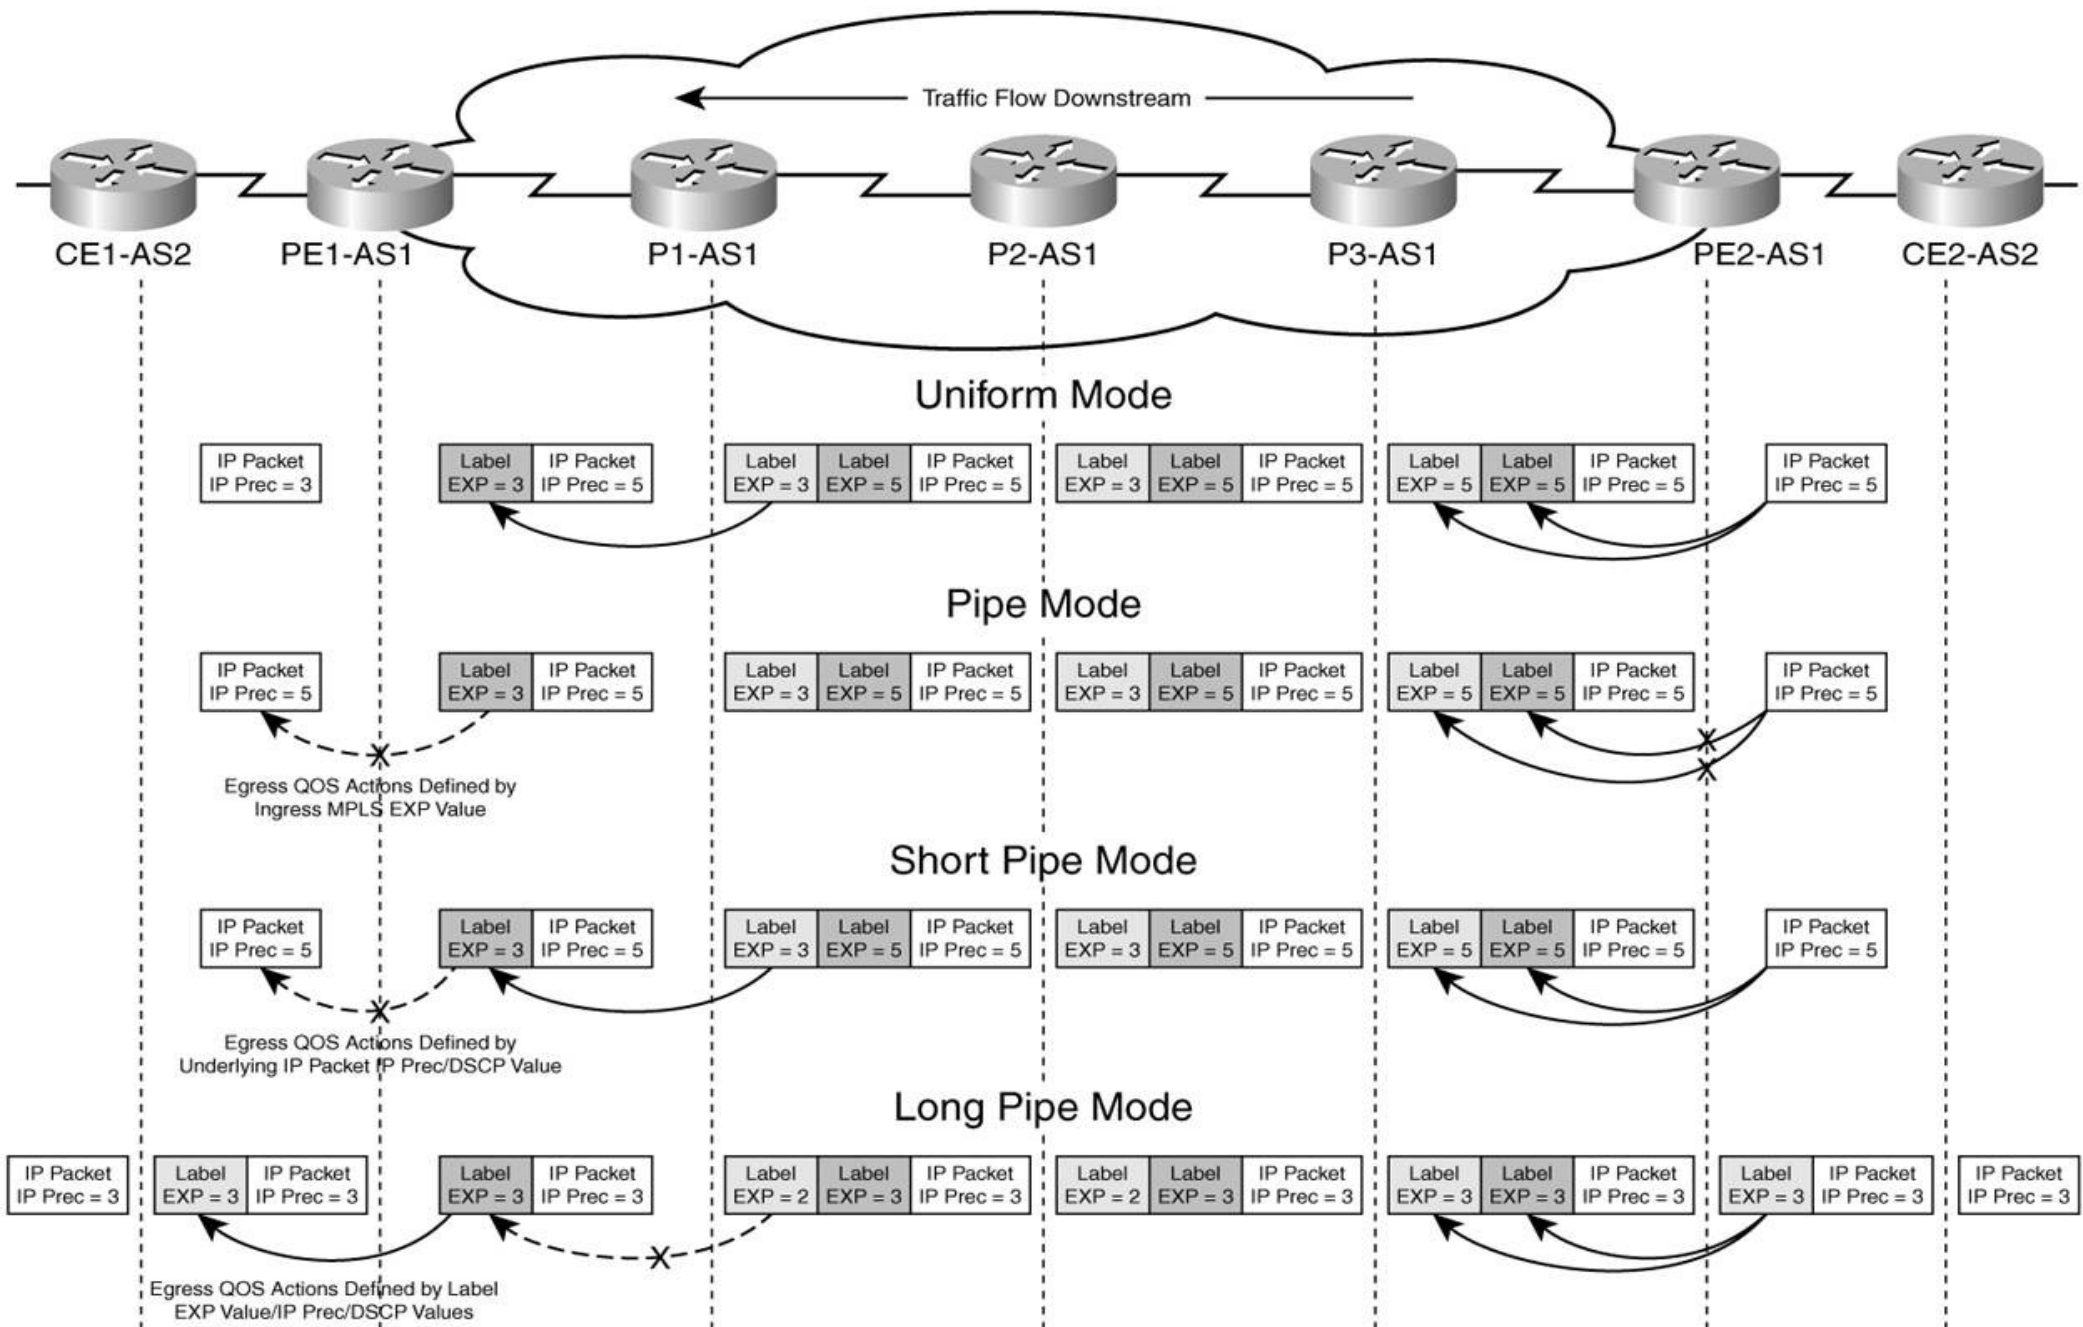 Traffic Flow Downstream
CE1-AS2
PE1-AS1
P1-AS1
P2-AS1
P3-AS1
PE2-AS1
CE2-AS2
Uniform Mode
IP Packet
IP Prec = 3
Label
EXP = 3
IP Packet
IP Prec = 5
Label
EXP = 3
Label
EXP = 5
IP Packet
IP Prec = 5
Label
EXP = 3
Label
EXP = 5
IP Packet
IP Prec = 5
Label
EXP = 5
Label
EXP = 5
IP Packet
IP Prec = 5
IP Packet
IP Prec = 5
Pipe Mode
IP Packet
IP Prec = 5
Label
EXP = 3
IP Packet
IP Prec = 5
Label
EXP = 3
Label
EXP = 5
IP Packet
IP Prec = 5
Label
EXP = 3
Label
EXP = 5
IP Packet
IP Prec = 5
Label
EXP = 5
Label
EXP = 5
IP Packet
IP Prec = 5
IP Packet
IP Prec = 5
X
X
X
Egress QOS Actions Defined by
Ingress MPLS EXP Value
Short Pipe Mode
IP Packet
IP Prec = 5
Label
EXP = 3
IP Packet
IP Prec = 5
Label
EXP = 3
Label
EXP = 5
IP Packet
IP Prec = 5
Label
EXP = 3
Label
EXP = 5
IP Packet
IP Prec = 5
Label
EXP = 5
Label
EXP = 5
IP Packet
IP Prec = 5
IP Packet
IP Prec = 5
X
Egress QOS Actions Defined by
Underlying IP Packet IP Prec/DSCP Value
Long Pipe Mode
IP Packet
IP Prec = 3
Label
EXP = 3
IP Packet
IP Prec = 3
Label
EXP = 3
IP Packet
IP Prec = 3
Label
EXP = 2
Label
EXP = 3
IP Packet
IP Prec = 3
Label
EXP = 2
Label
EXP = 3
IP Packet
IP Prec = 3
Label
EXP = 3
Label
EXP = 3
IP Packet
IP Prec = 3
Label
EXP = 3
IP Packet
IP Prec = 3
IP Packet
IP Prec = 3
X
Egress QOS Actions Defined by Label
EXP Value/IP Prec/DSCP Values